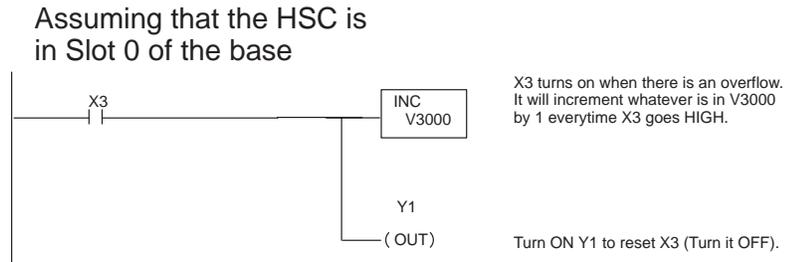 Assuming that the HSC is
in Slot 0 of the base
X3
INC
V3000
X3 turns on when there is an overflow.
It will increment whatever is in V3000
by 1 everytime X3 goes HIGH.
Y1
( OUT )
Turn ON Y1 to reset X3 (Turn it OFF).